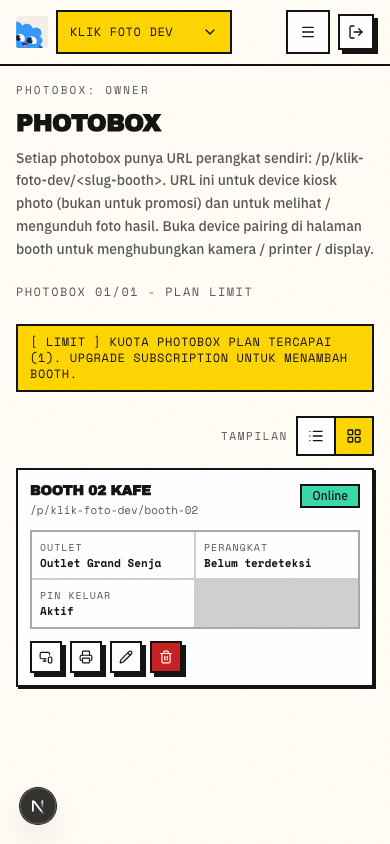 KLIK FOTO DEV
PHOTOBOX: OWNER
PHOTOBOX
Setiap photobox punya URL perangkat sendiri: /p/klik-
foto-dev/<slug-booth>. URL ini untuk device kiosk
photo (bukan untuk promosi) dan untuk melihat /
mengunduh foto hasil. Buka device pairing di halaman
booth untuk menghubungkan kamera / printer / display.
PHOTOBOX 01/01 - PLAN LIMIT
[ LIMIT ] KUOTA PHOTOBOX PLAN TERCAPAI
(1). UPGRADE SUBSCRIPTION UNTUK MENAMBAH
BOOTH.
TAMPILAN
BOOTH 02 KAFE
Online
/p/klik-foto-dev/booth-02
OUTLET
Outlet Grand Senja
PERANGKAT
Belum terdeteksi
PIN KELUAR
Aktif
N